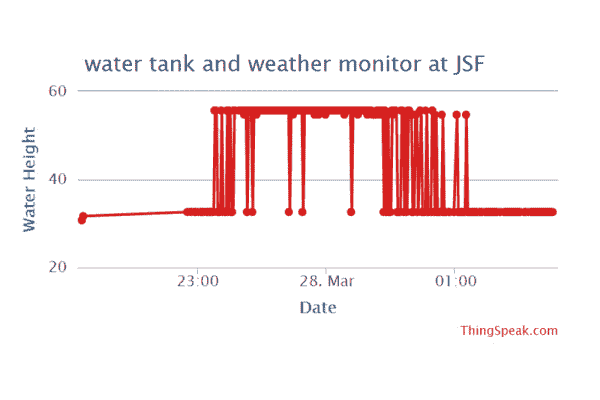 water tank and weather monitor at JSF
60
40
20
Water Height
23:00
28. Mar
01:00
Date
ThingSpeak.com